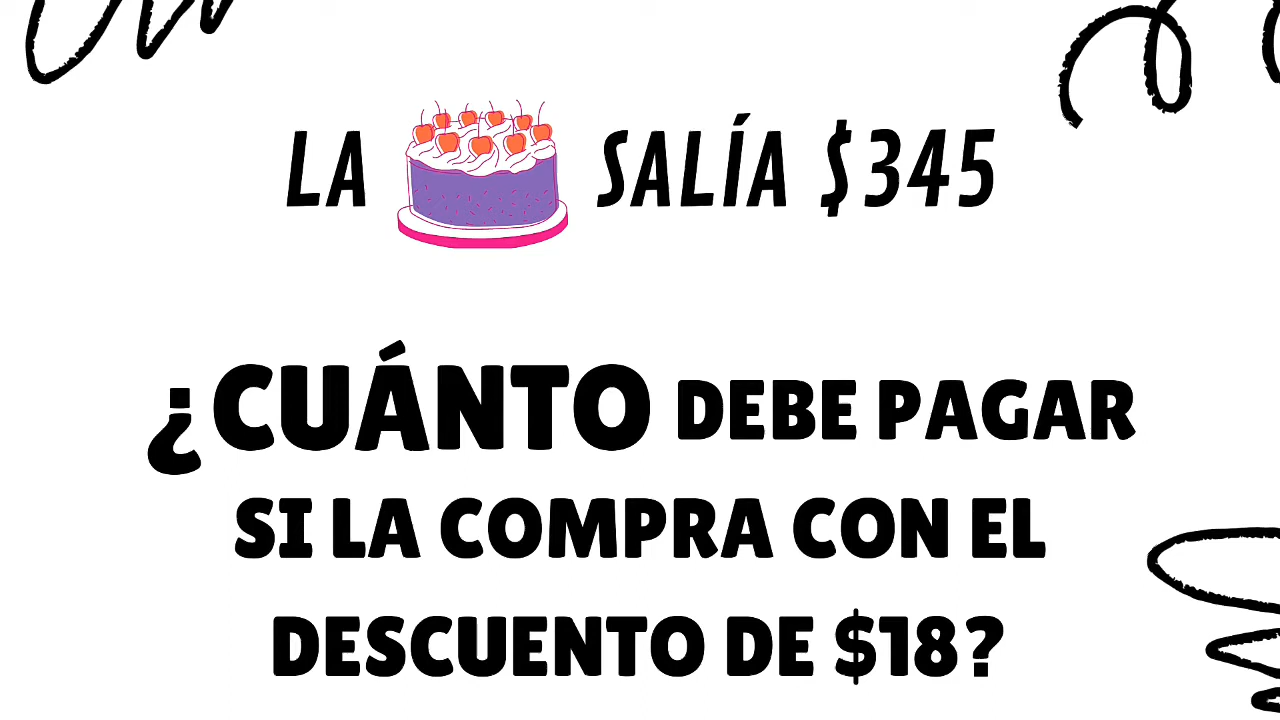 LA SALÍA $345
¿CUÁNTO DEBE PAGAR
SI LA COMPRA CON EL
DESCUENTO DE $18?